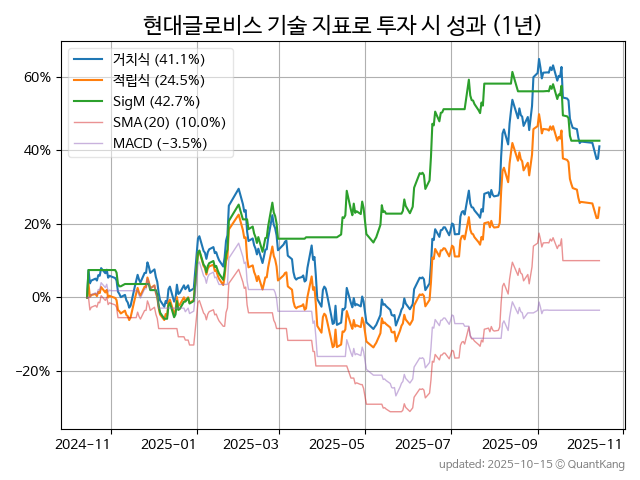 현대글로비스 기술 지표로 투자 시 성과 (1년)
거치식 (41.1%)
적립식 (24.5%)
SigM (42.7%)
SMA(20) (10.0%)
MACD (−3.5%)
60%
40%
20%
0%
−20%
2024-11 2025-01 2025-03 2025-05 2025-07 2025-09 2025-11
updated: 2025-10-15 © QuantKang